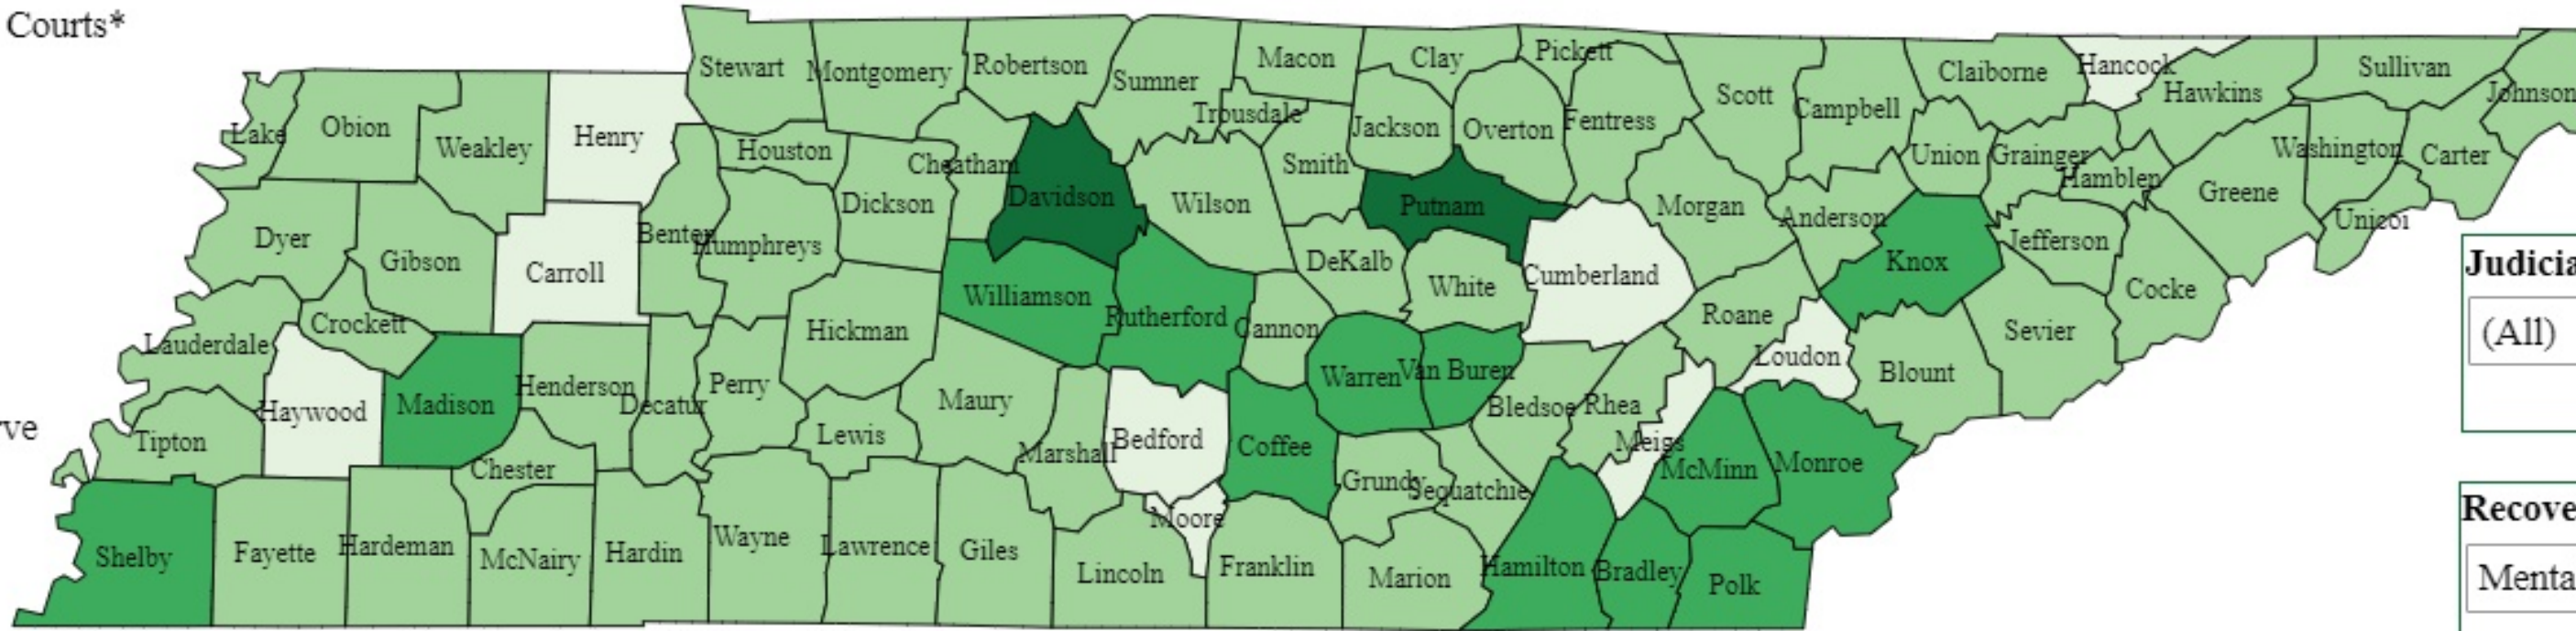 Courts*
Stewart
Montgomery
Robertson
Sumner
Macon
Clay
Pickett
Scott
Campbell
Claiborne
Hancock
Hawkins
Sullivan
Johnson
Lake
Obion
Weakley
Henry
Houston
Cheatham
Trousdale
Smith
Jackson
Overton
Fentress
Union
Grainger
Hamblen
Greene
Washington
Carter
Unicoi
Dyer
Gibson
Carroll
Benton
Humphreys
Dickson
Davidson
Wilson
DeKalb
Putnam
White
Cumberland
Morgan
Anderson
Knox
Jefferson
Cocke
Judicia
(All)
Lauderdale
Crockett
Hickman
Williamson
Rutherford
Cannon
Warren
Van Buren
Roane
Loudon
Blount
Sevier
Haywood
Madison
Henderson
Decatur
Perry
Lewis
Maury
Marshall
Bedford
Coffee
Bledsoe
Rhea
Meigs
McMinn
Monroe
rve
Tipton
Chester
Grundy
Sequatchie
Moore
Recove
Menta
Shelby
Fayette
Hardeman
McNairy
Hardin
Wayne
Lawrence
Giles
Lincoln
Franklin
Marion
Hamilton
Bradley
Polk